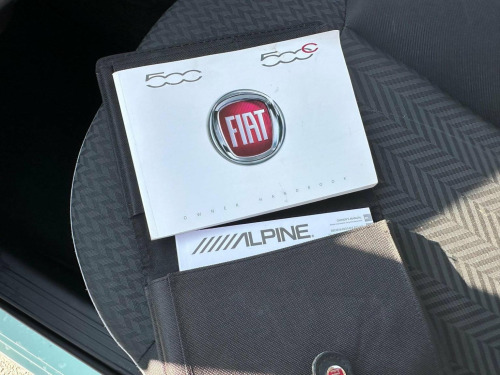 500 500C
FIAT
OWNER HANDBOOK
ALPINE